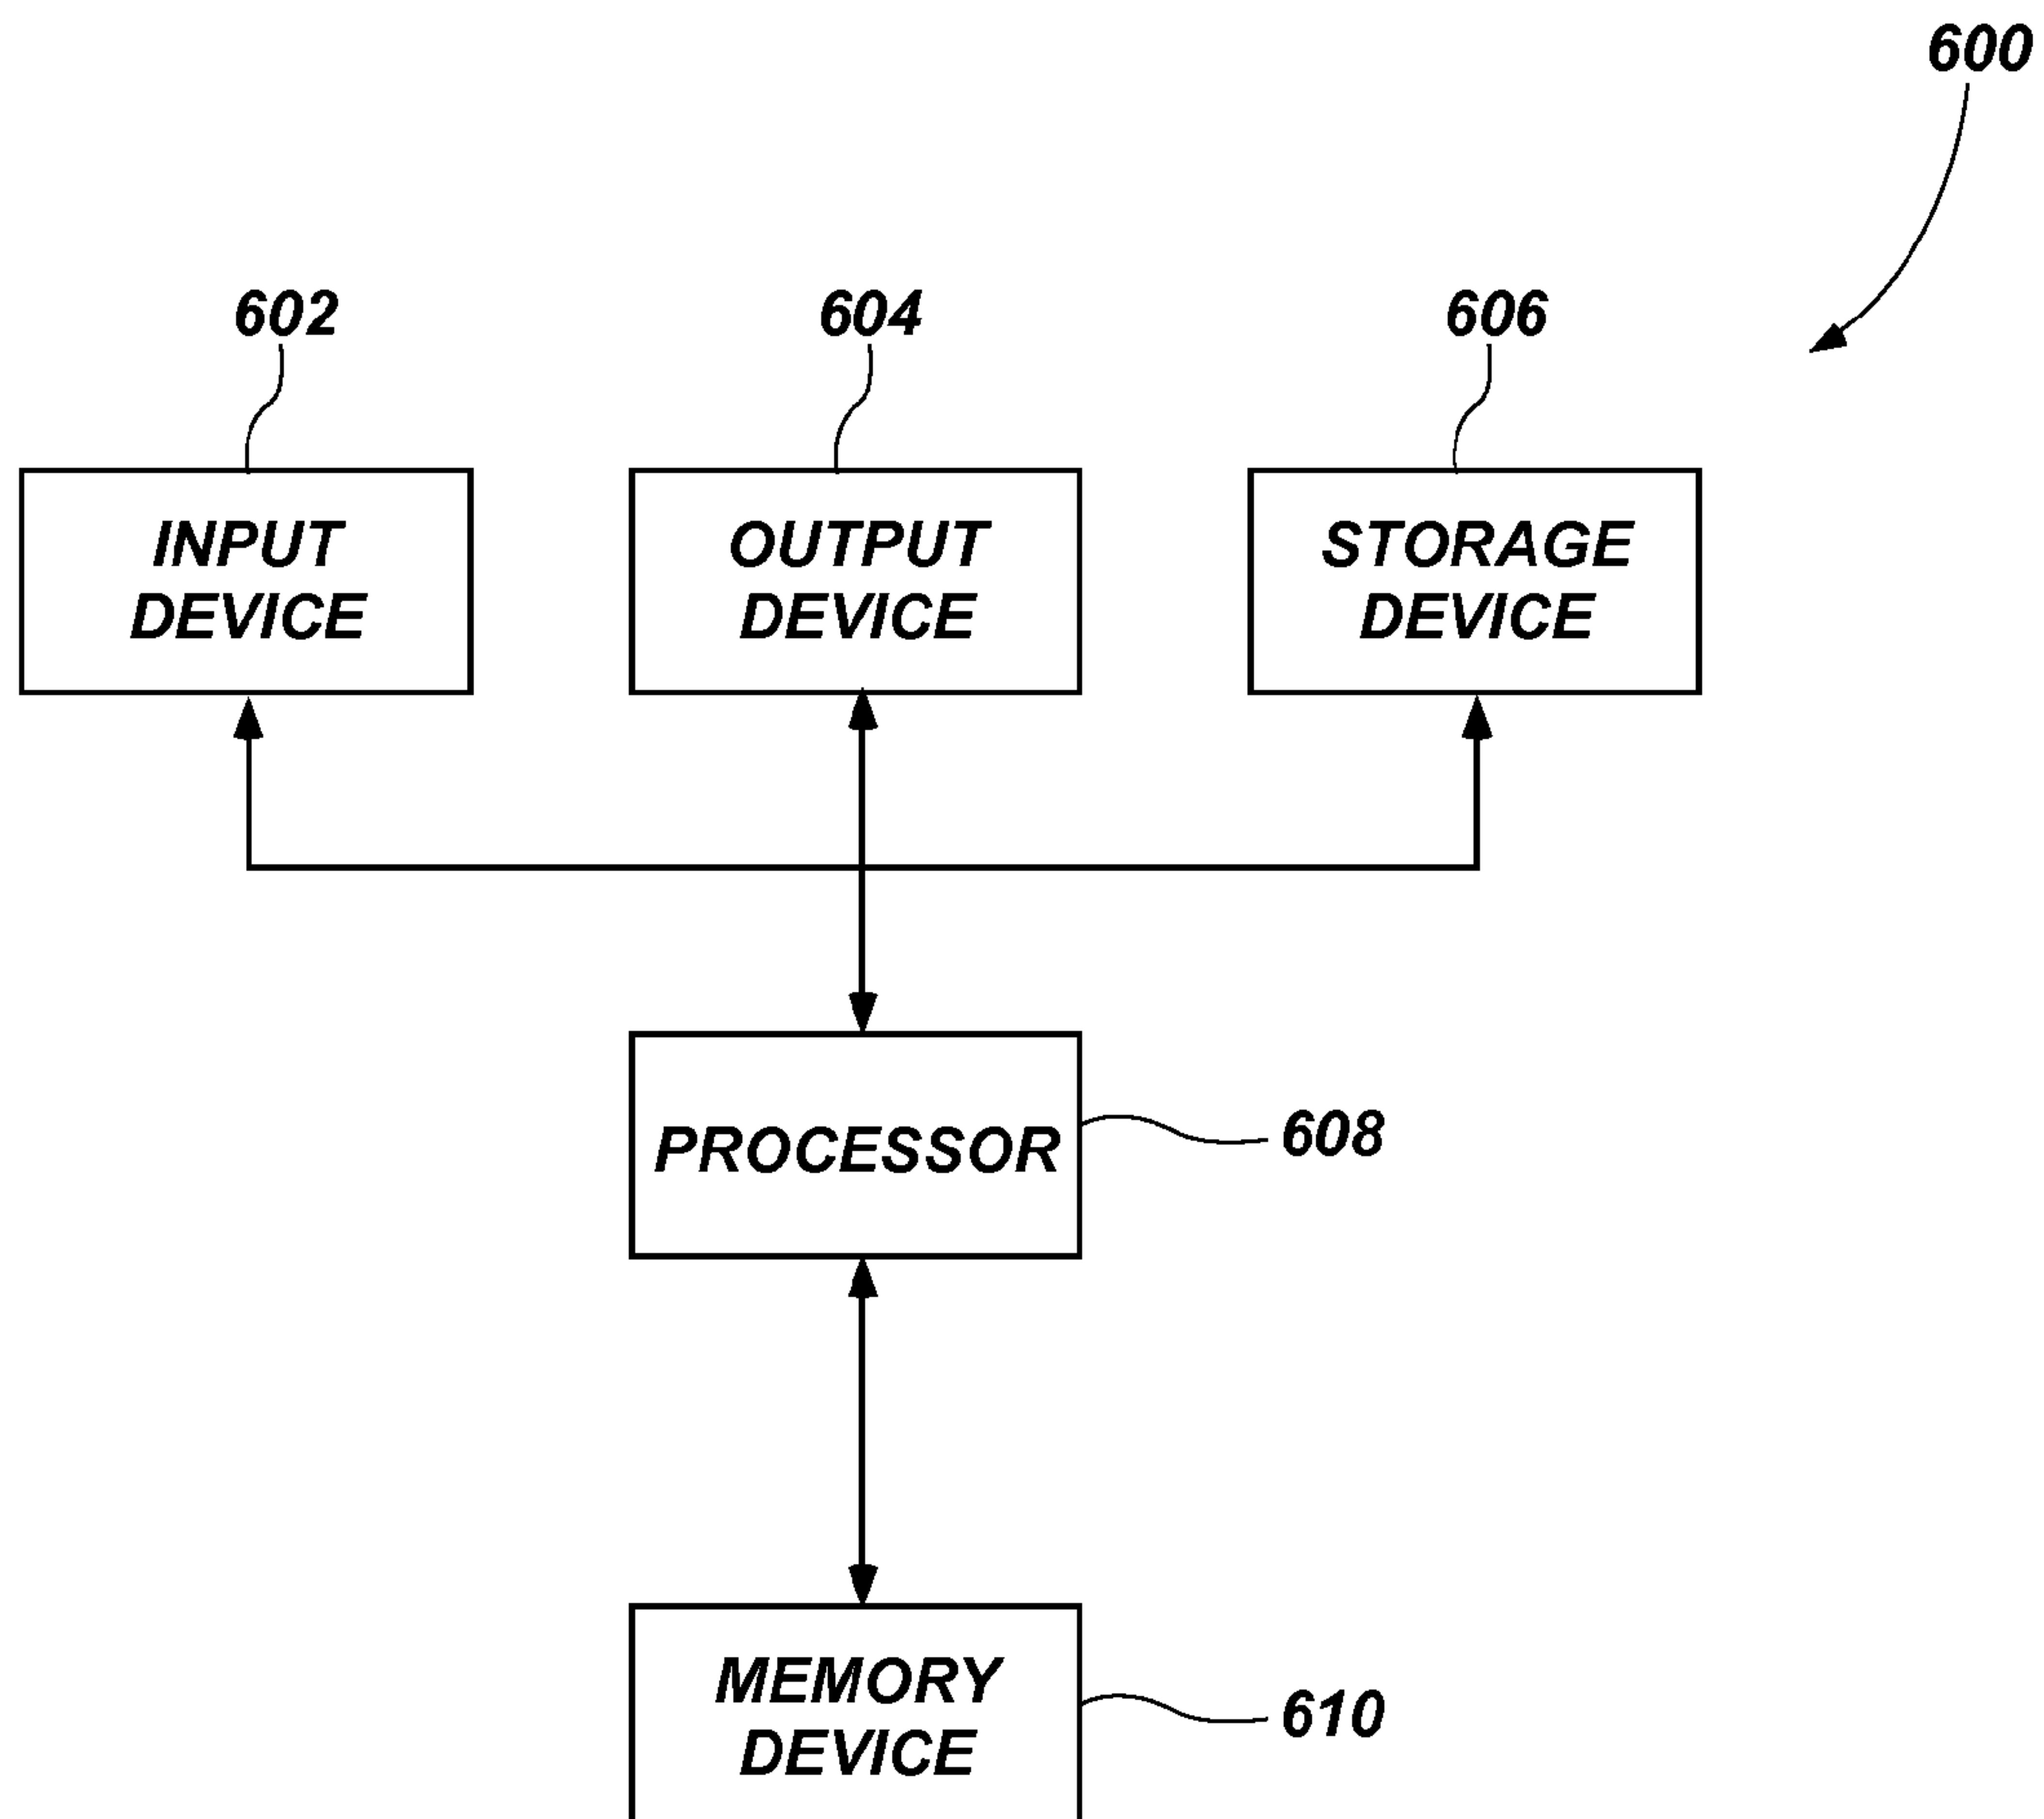 600
602
604
606
INPUT
DEVICE
OUTPUT
DEVICE
STORAGE
DEVICE
PROCESSOR
608
MEMORY
DEVICE
610